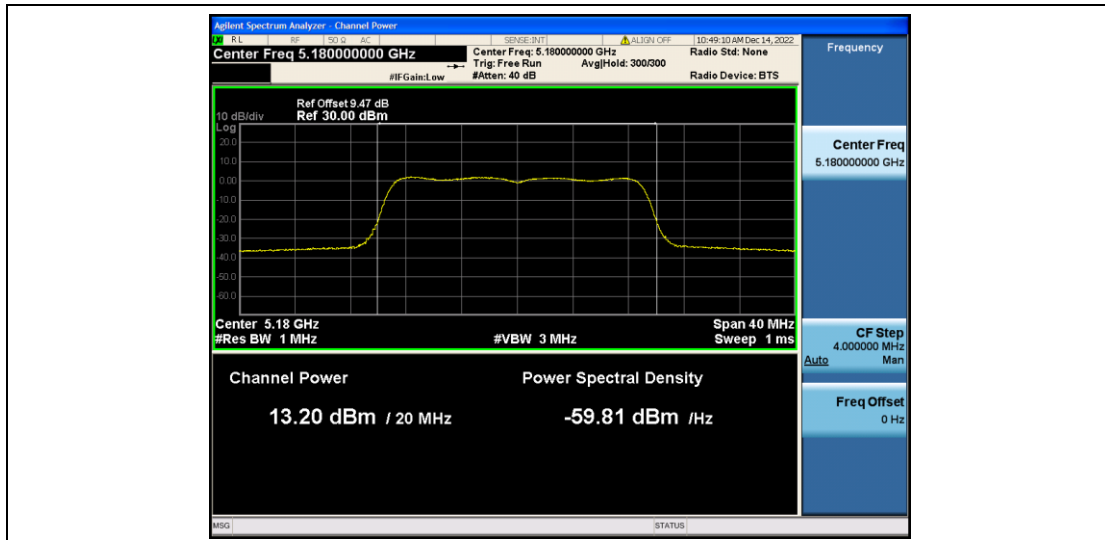 Agilent Spectrum Analyzer - Channel Power
RL RF 50 Ω AC SENSE:INT ALIGN OFF 10:49:10 AM Dec 14, 2022
Center Freq 5.180000000 GHz
Center Freq: 5.180000000 GHz
Radio Std: None
Trig: Free Run Avg|Hold: 300/300
#IFGain:Low
#Atten: 40 dB
Radio Device: BTS
Ref Offset 9.47 dB
10 dB/div Ref 30.00 dBm
Log
20.0
10.0
0.00
-10.0
-20.0
-30.0
-40.0
-50.0
-60.0
Center 5.18 GHz
Span 40 MHz
#Res BW 1 MHz
#VBW 3 MHz
Sweep 1 ms
Channel Power
Power Spectral Density
13.20 dBm / 20 MHz
-59.81 dBm /Hz
Frequency
Center Freq
5.180000000 GHz
CF Step
4.000000 MHz
Auto Man
Freq Offset
0 Hz
MSG STATUS